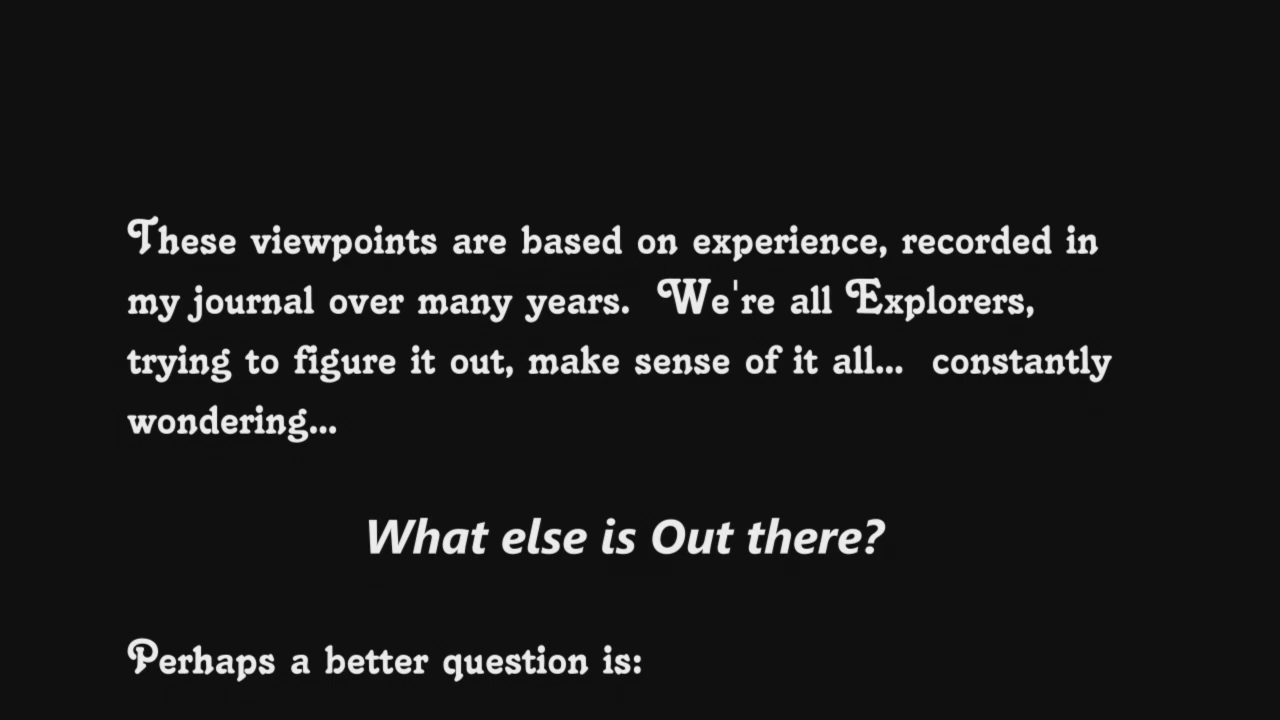 These viewpoints are based on experience, recorded in
my journal over many years.  We're all Explorers,
trying to figure it out, make sense of it all...  constantly
wondering...
What else is Out there?
Perhaps a better question is: